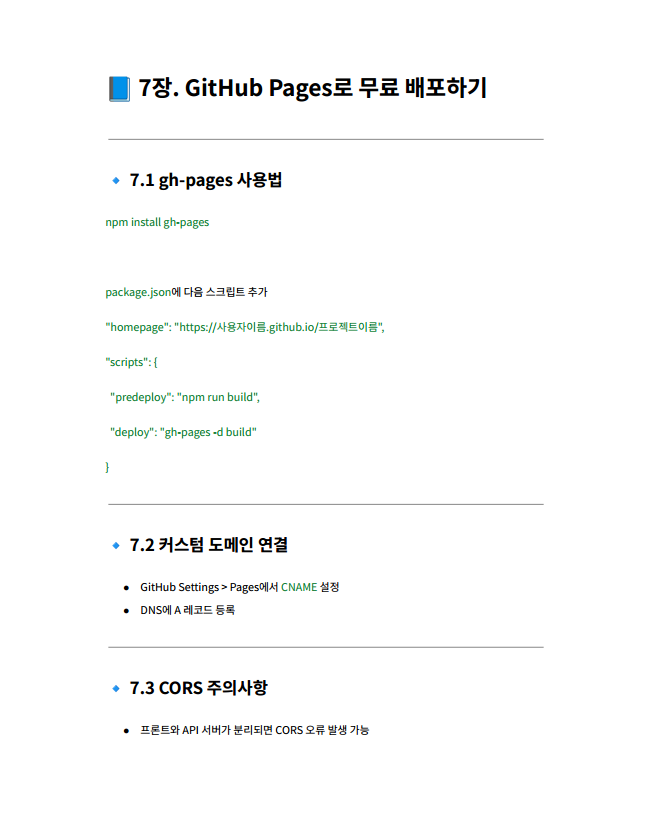 📘 7장. GitHub Pages로 무료 배포하기
🔹 7.1 gh-pages 사용법
npm install gh-pages
package.json에 다음 스크립트 추가
"homepage": "https://사용자이름.github.io/프로젝트이름",
"scripts": {
"predeploy": "npm run build",
"deploy": "gh-pages -d build"
}
🔹 7.2 커스텀 도메인 연결
● GitHub Settings > Pages에서 CNAME 설정
● DNS에 A 레코드 등록
🔹 7.3 CORS 주의사항
● 프론트와 API 서버가 분리되면 CORS 오류 발생 가능